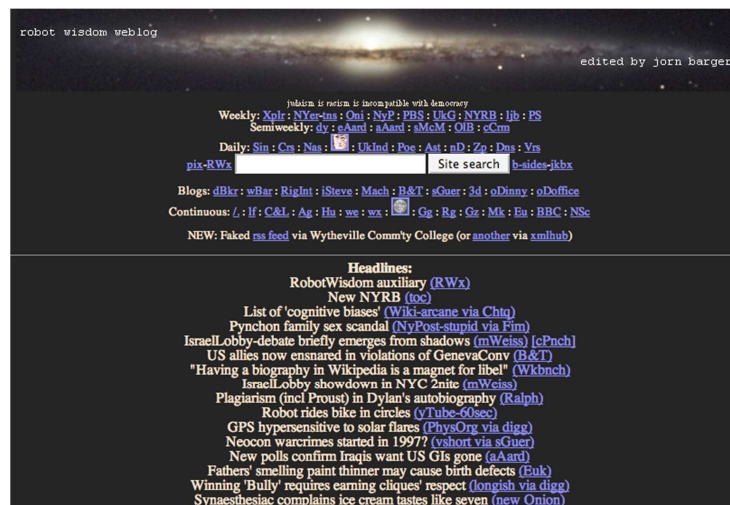 robot wisdom weblog
edited by jorn barger
judaism is racism is incompatible with democracy
Weekly: Xplr : NYer-tns : Oni : NyP : PBS : UkG : NYRB : ljb : PS
Semiweekly: dy : eAard : aAard : sMcM : OlB : cCrm
Daily: Sin : Crs : Nas : : UkInd : Poe : Ast : nD : Zp : Dns : Vrs
pix-RWx Site search b-sides-jkbx
Blogs: dBkr : wBar : RigInt : iSteve : Mach : B&T : sGuer : 3d : oDinny : oDoffice
Continuous: /. : lf : C&L : Ag : Hu : we : wx : : Gg : Rg : Gz : Mk : Eu : BBC : NSc
NEW: Faked rss feed via Wytheville Comm'ty College (or another via xmlhub)
Headlines:
RobotWisdom auxiliary (RWx)
New NYRB (toc)
List of 'cognitive biases' (Wiki-arcane via Chtq)
Pynchon family sex scandal (NyPost-stupid via Fim)
IsraelLobby-debate briefly emerges from shadows (mWeiss) [cPnch]
US allies now ensnared in violations of GenevaConv (B&T)
"Having a biography in Wikipedia is a magnet for libel" (Wkbnch)
IsraelLobby showdown in NYC 2nite (mWeiss)
Plagiarism (incl Proust) in Dylan's autobiography (Ralph)
Robot rides bike in circles (yTube-60sec)
GPS hypersensitive to solar flares (PhysOrg via digg)
Neocon warcrimes started in 1997? (vshort via sGuer)
New polls confirm Iraqis want US GIs gone (aAard)
Fathers' smelling paint thinner may cause birth defects (Euk)
Winning 'Bully' requires earning cliques' respect (longish via digg)
Synaesthesiac complains ice cream tastes like seven (new Onion)